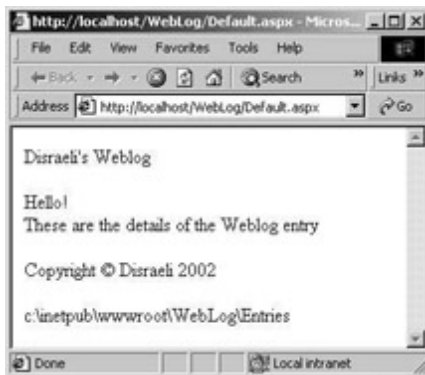 http://localhost/WebLog/Default.aspx - Micros...
File Edit View Favorites Tools Help
Back Search » Links »
Address http://localhost/WebLog/Default.aspx Go
Disraeli's Weblog
Hello!
These are the details of the Weblog entry
Copyright © Disraeli 2002
c:\inetpub\wwwroot\WebLog\Entries
Done Local intranet